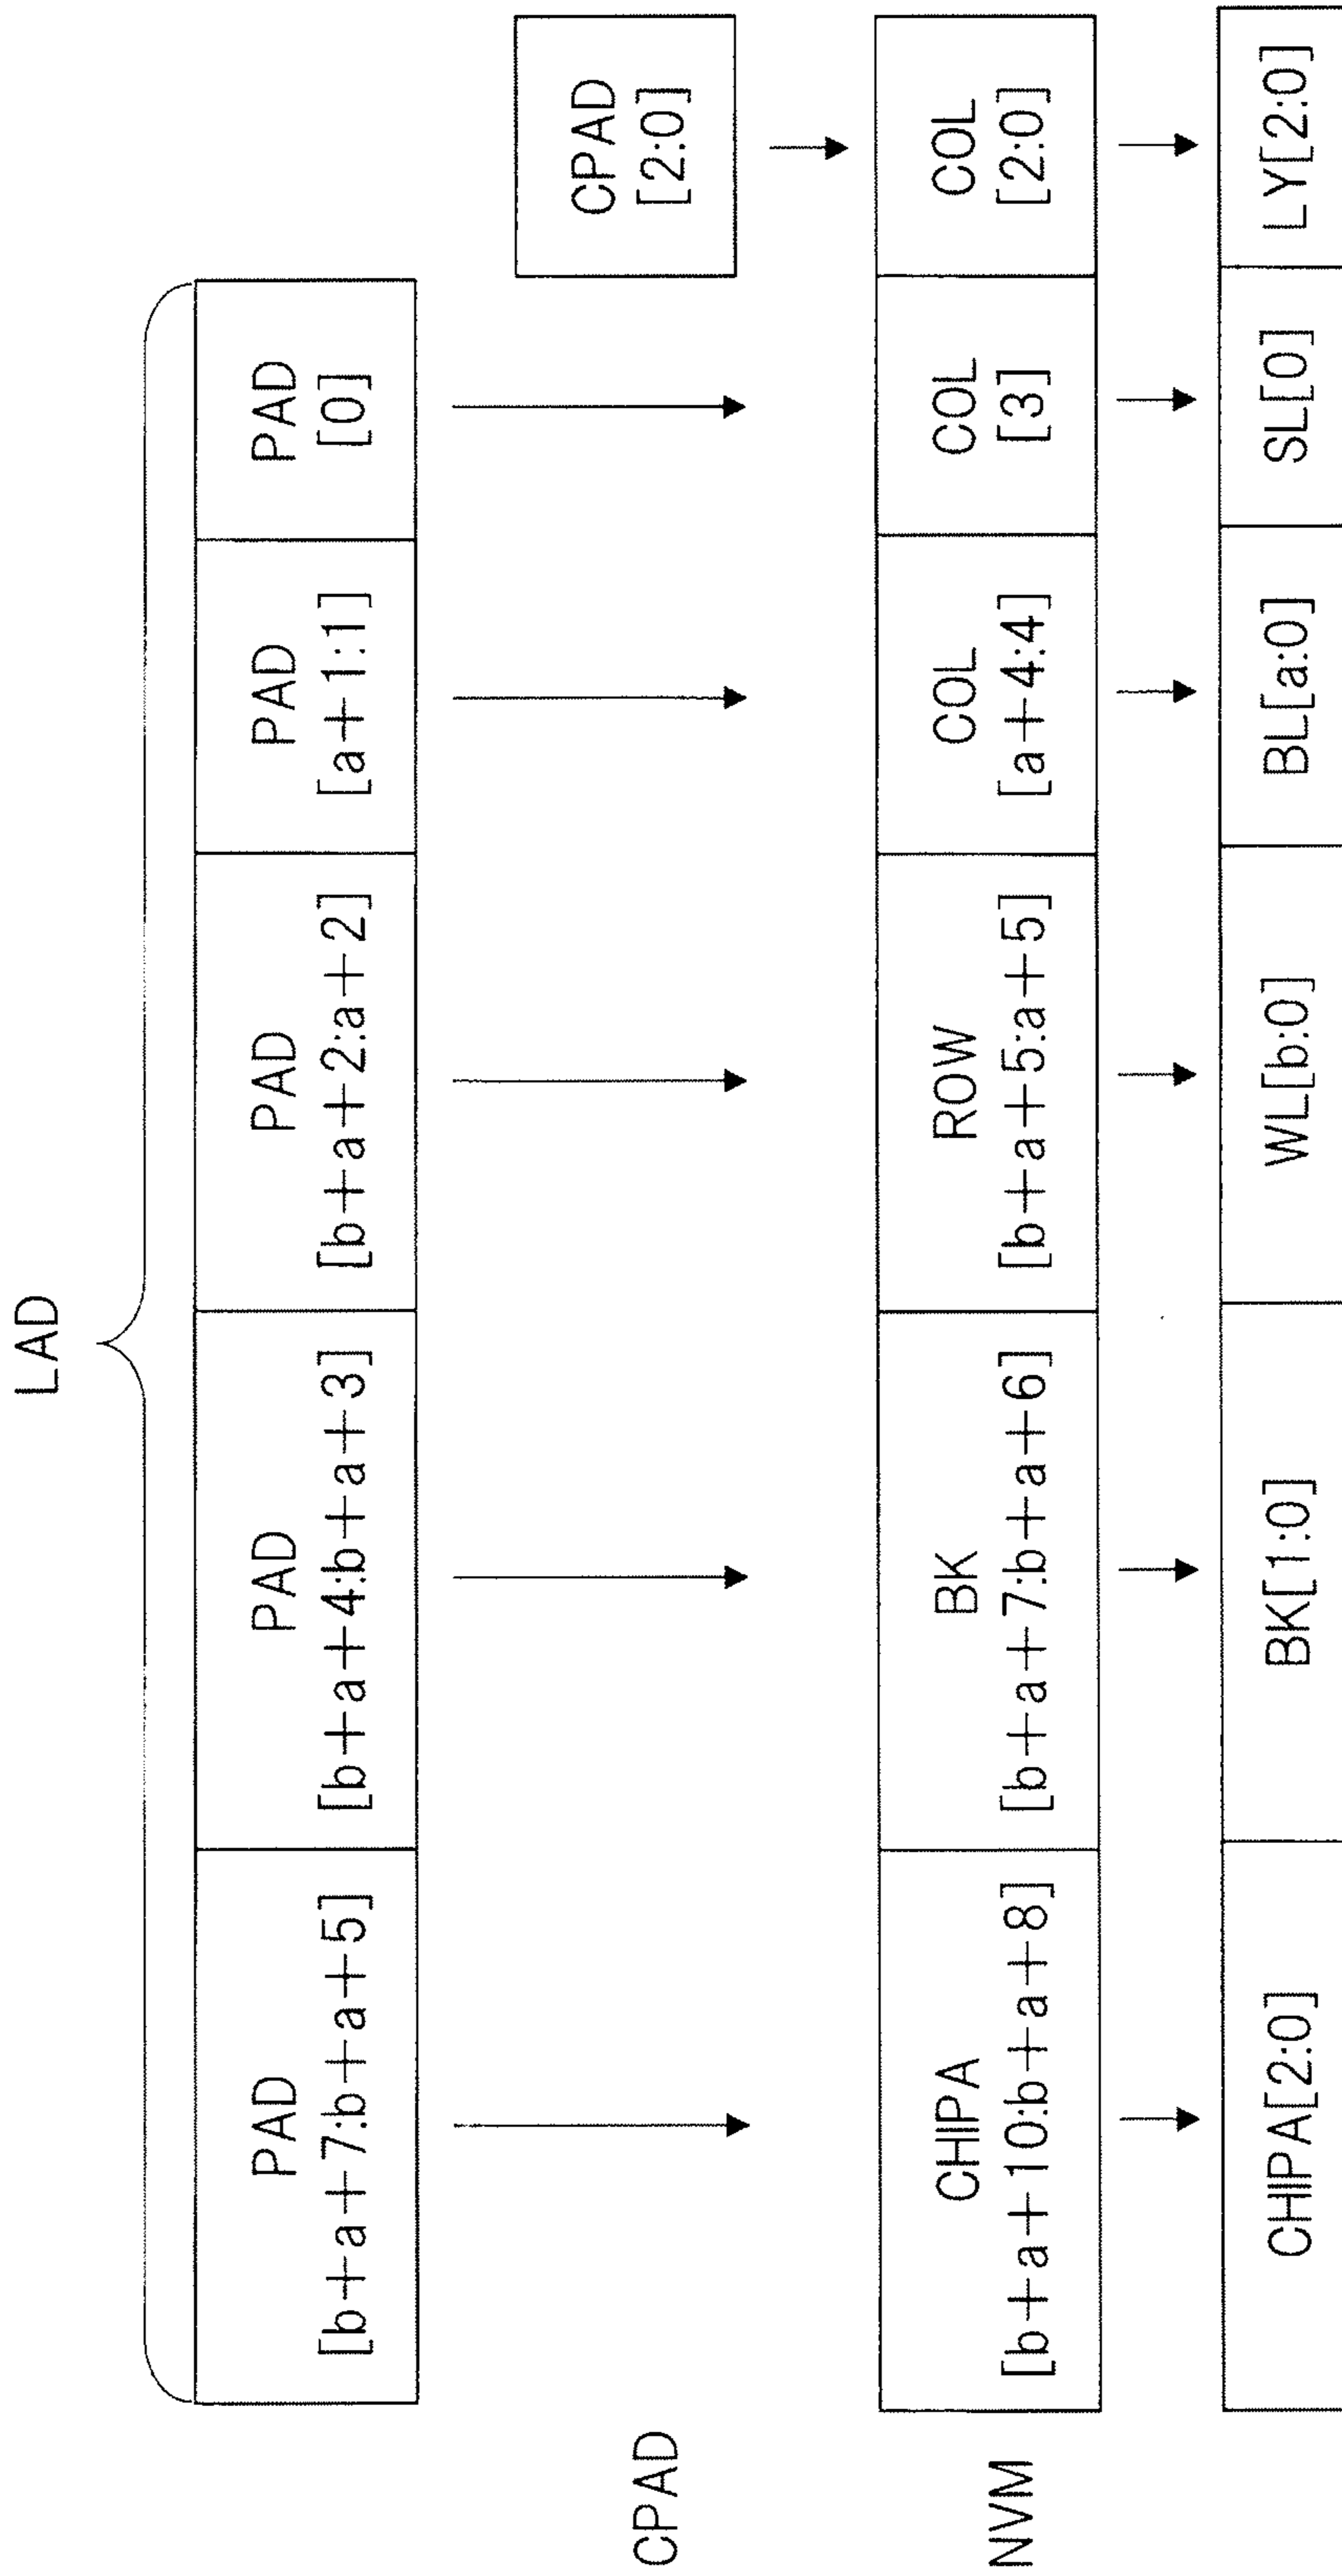 LAD
PAD
[b+a+7:b+a+5]
PAD
[b+a+4:b+a+3]
PAD
[b+a+2:a+2]
PAD
[a+1:1]
PAD
[0]
CPAD
CPAD
[2:0]
NVM
CHIPA
[b+a+10:b+a+8]
BK
[b+a+7:b+a+6]
ROW
[b+a+5:a+5]
COL
[a+4:4]
COL
[3]
COL
[2:0]
CHIPA[2:0]
BK[1:0]
WL[b:0]
BL[a:0]
SL[0]
LY[2:0]